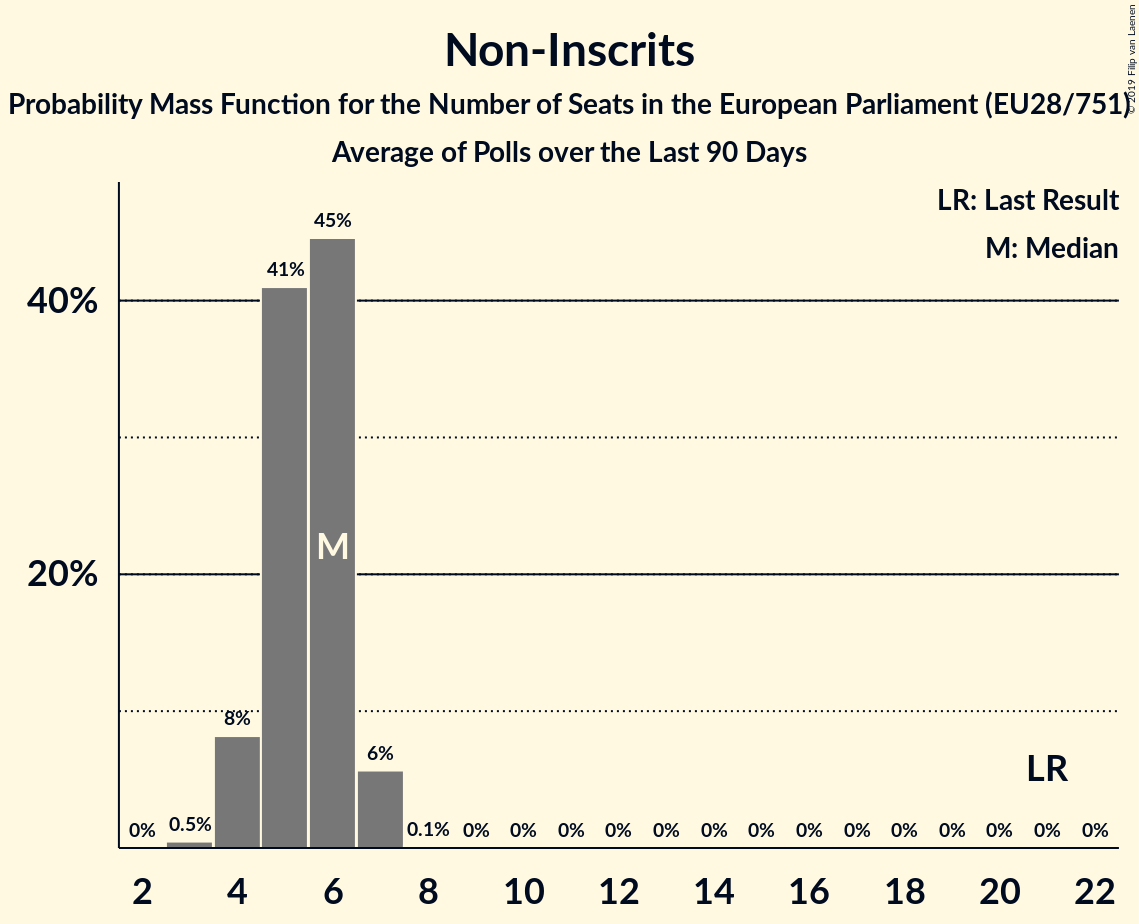 Non-Inscrits
Probability Mass Function for the Number of Seats in the European Parliament (EU28/751)
Average of Polls over the Last 90 Days
© 2019 Filip van Laenen
LR: Last Result
M: Median
45%
41%
40%
M
20%
8%
6%
LR
0% 0.5% 0.1% 0% 0% 0% 0% 0% 0% 0% 0% 0% 0% 0% 0% 0% 0%
2 4 6 8 10 12 14 16 18 20 22